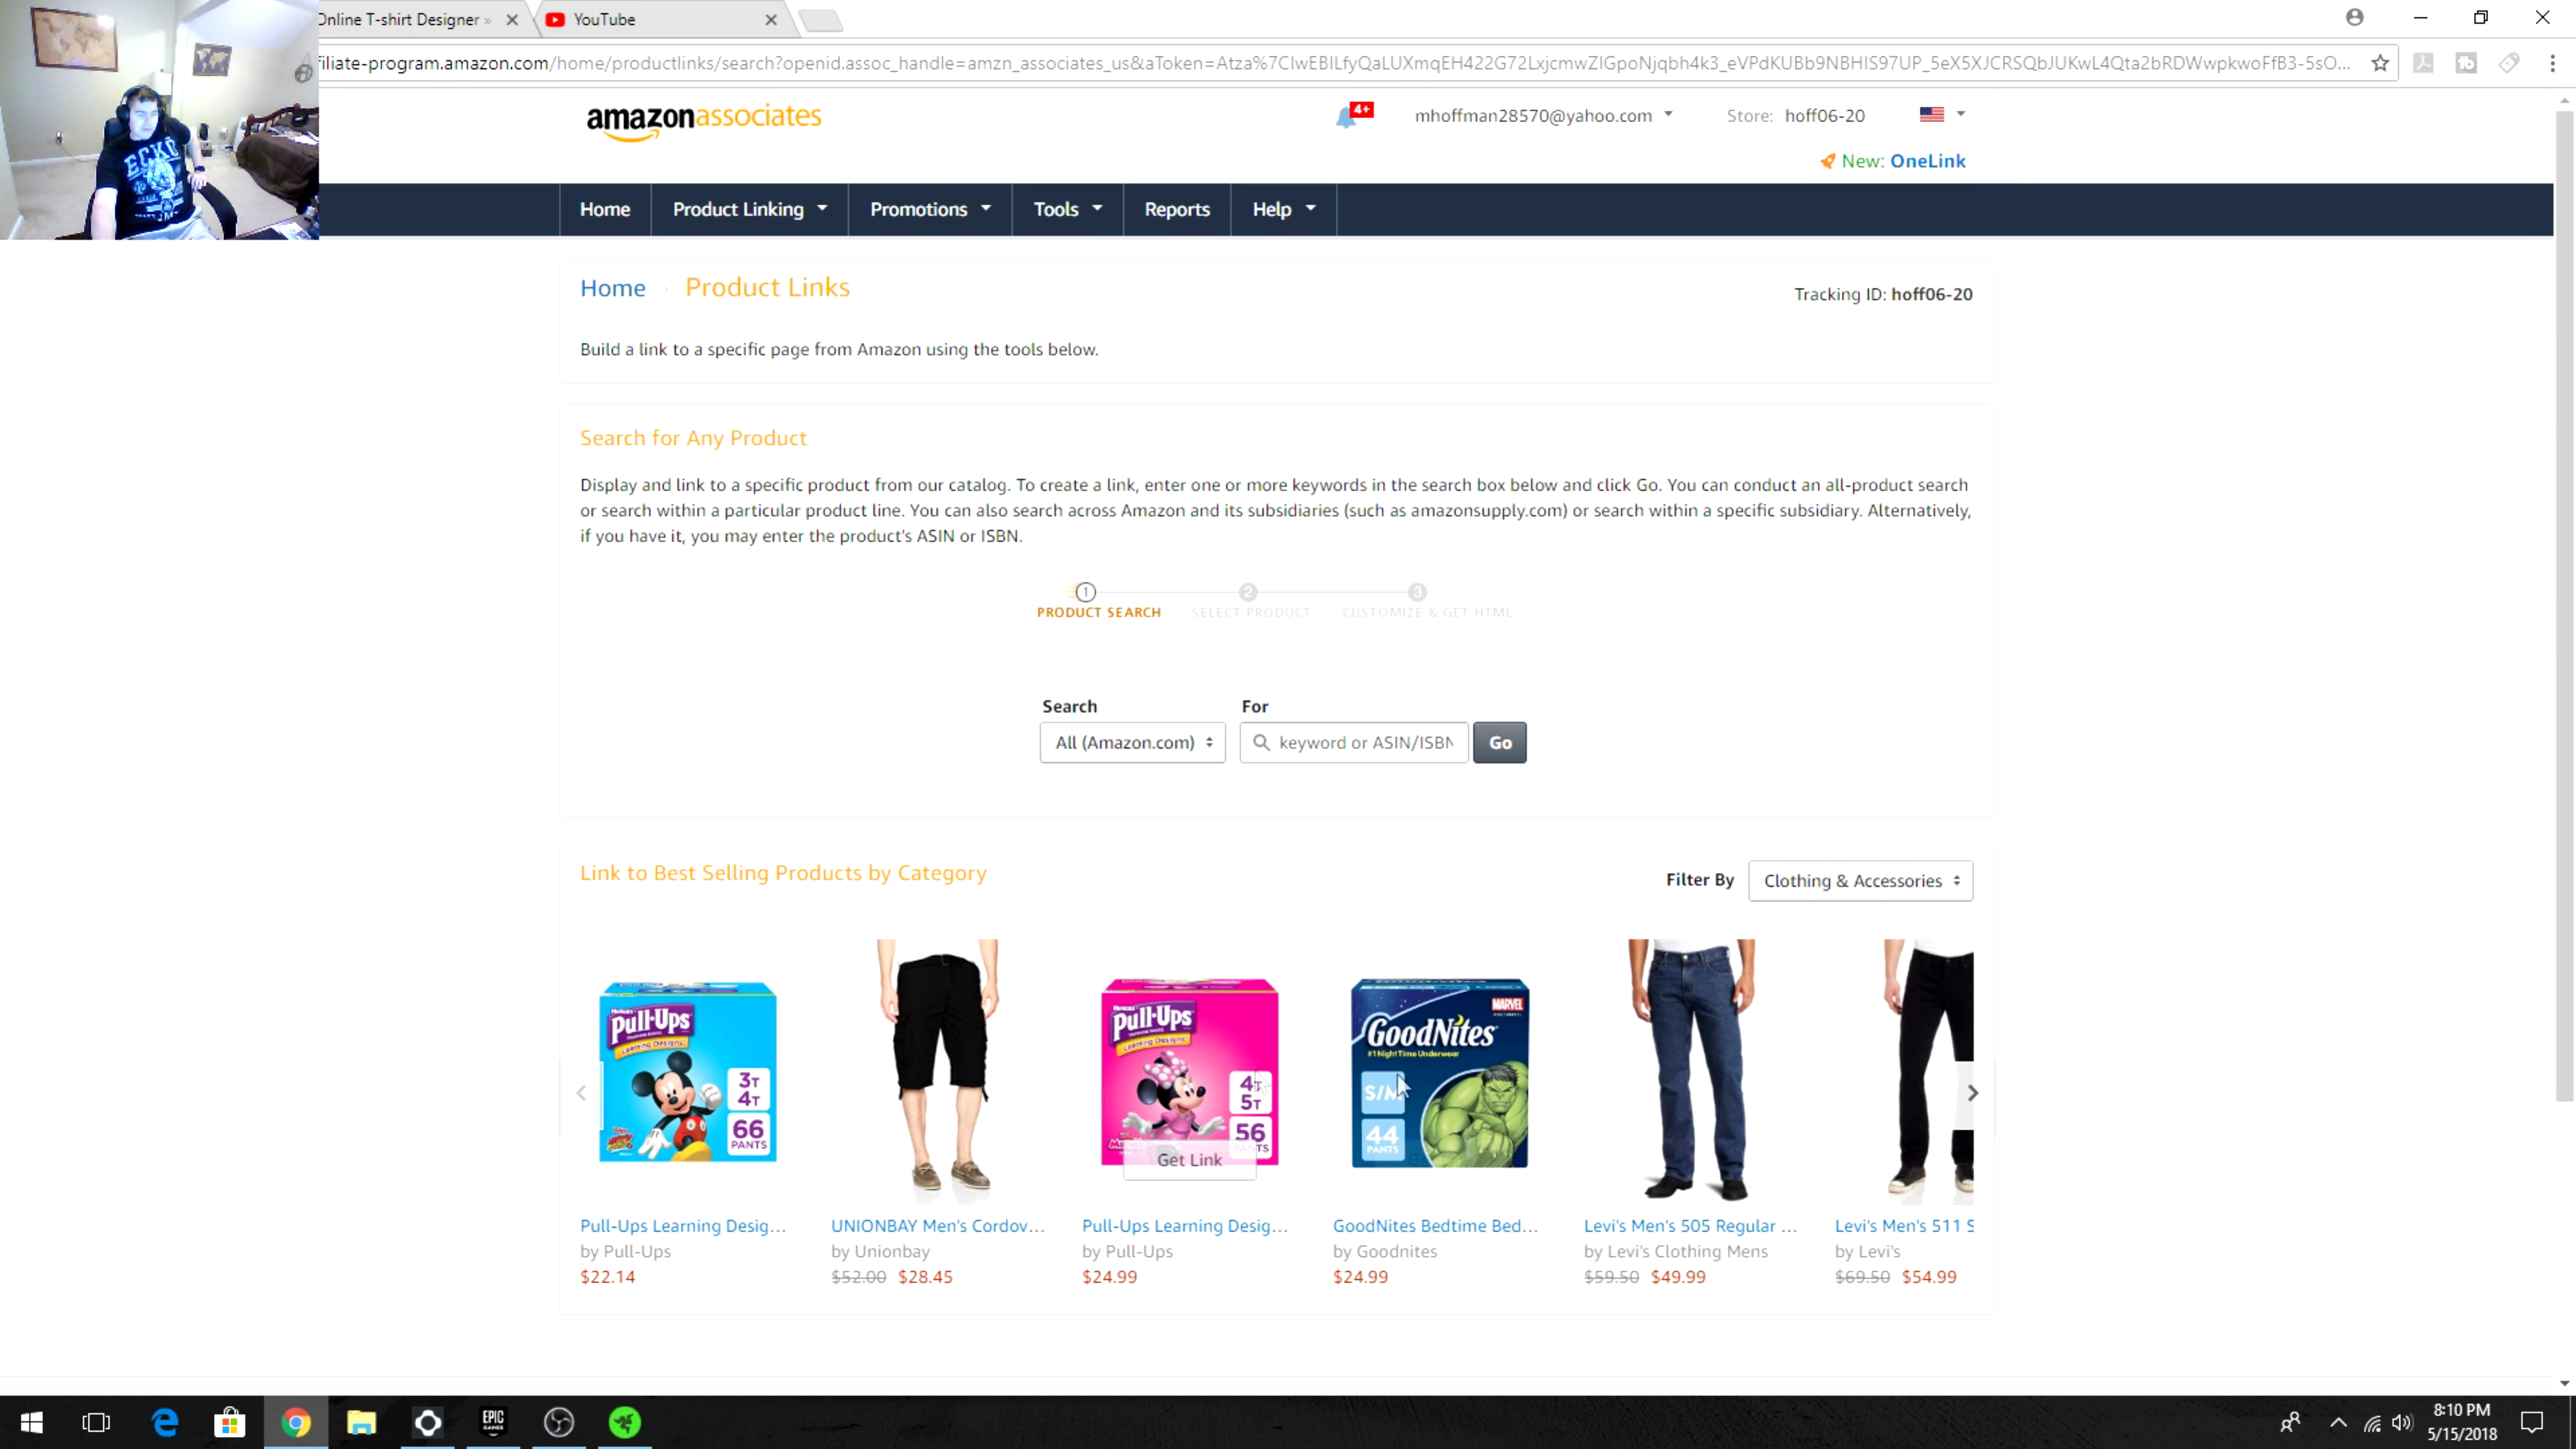 Online T-shirt Designer »
YouTube
filiate-program.amazon.com/home/productlinks/search?openid.assoc_handle=amzn_associates_us&aToken=
amazonassociates
4+
mhoffman28570@yahoo.com
Store: hoff06-20
New: OneLink
ECKO
Home
Product Linking
Promotions
Tools
Reports
Help
Home > Product Links
Tracking ID: hoff06-20
Build a link to a specific page from Amazon using the tools below.
Search for Any Product
Display and link to a specific product from our catalog. To create a link, enter one or more keywords in the search box below and click Go. You can conduct an all-product search
or search within a particular product line. You can also search across Amazon and its subsidiaries (such as amazonsupply.com) or search within a specific subsidiary. Alternatively,
if you have it, you may enter the product's ASIN or ISBN.
1 2 3
PRODUCT SEARCH SELECT PRODUCT CUSTOMIZE & GET HTML
Search For
All (Amazon.com) keyword or ASIN/ISBN Go
Link to Best Selling Products by Category
Filter By Clothing & Accessories
Huggies
Pull-Ups
Learning Designs
3T
4T
66
PANTS
Huggies
Pull-Ups
Learning Designs
4T
5T
56
Get Link
MARVEL
GoodNites
#1 NightTime Underwear
S/M
44
PANTS
Pull-Ups Learning Desig...
by Pull-Ups
$22.14
UNIONBAY Men's Cordov...
by Unionbay
$52.00 $28.45
Pull-Ups Learning Desig...
by Pull-Ups
$24.99
GoodNites Bedtime Bed...
by Goodnites
$24.99
Levi's Men's 505 Regular ...
by Levi's Clothing Mens
$59.50 $49.99
Levi's Men's 511 S
by Levi's
$69.50 $54.99
EPIC
GAMES
8:10 PM
5/15/2018